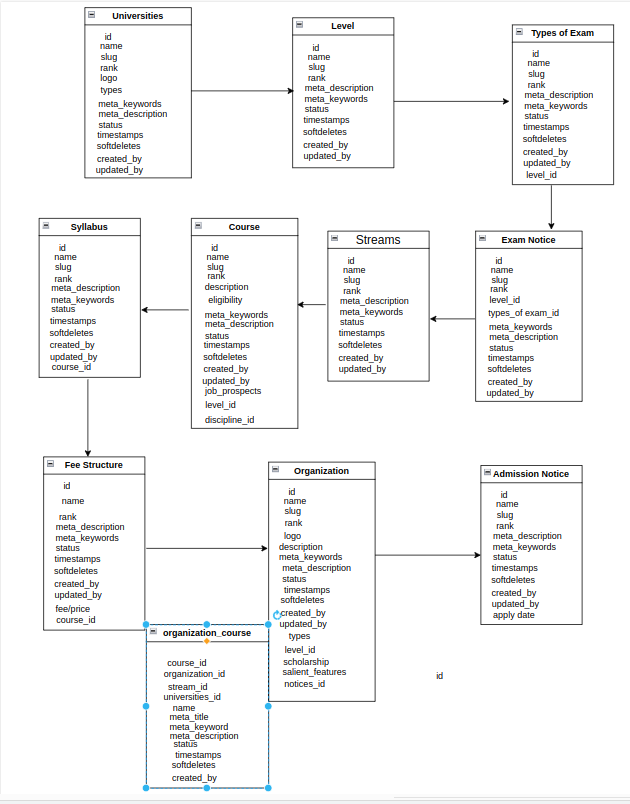 Universities
id
name
slug
rank
logo
types
meta_keywords
meta_description
status
timestamps
softdeletes
created_by
updated_by
Level
id
name
slug
rank
meta_description
meta_keywords
status
timestamps
softdeletes
created_by
updated_by
Types of Exam
id
name
slug
rank
meta_description
meta_keywords
status
timestamps
softdeletes
created_by
updated_by
level_id
Syllabus
id
name
slug
rank
meta_description
meta_keywords
status
timestamps
softdeletes
created_by
updated_by
course_id
Course
id
name
slug
rank
description
eligibility
meta_keywords
meta_description
status
timestamps
softdeletes
created_by
updated_by
job_prospects
level_id
discipline_id
Streams
id
name
slug
rank
meta_description
meta_keywords
status
timestamps
softdeletes
created_by
updated_by
Exam Notice
id
name
slug
rank
level_id
types_of exam_id
meta_keywords
meta_description
status
timestamps
softdeletes
created_by
updated_by
Fee Structure
id
name
rank
meta_description
meta_keywords
status
timestamps
softdeletes
created_by
updated_by
fee/price
course_id
Organization
id
name
slug
rank
logo
description
meta_keywords
meta_description
status
timestamps
softdeletes
created_by
updated_by
types
level_id
scholarship
salient_features
notices_id
Admission Notice
id
name
slug
rank
meta_description
meta_keywords
status
timestamps
softdeletes
created_by
updated_by
apply date
organization_course
course_id
organization_id
stream_id
universities_id
name
meta_title
meta_keyword
meta_description
status
timestamps
softdeletes
created_by
id